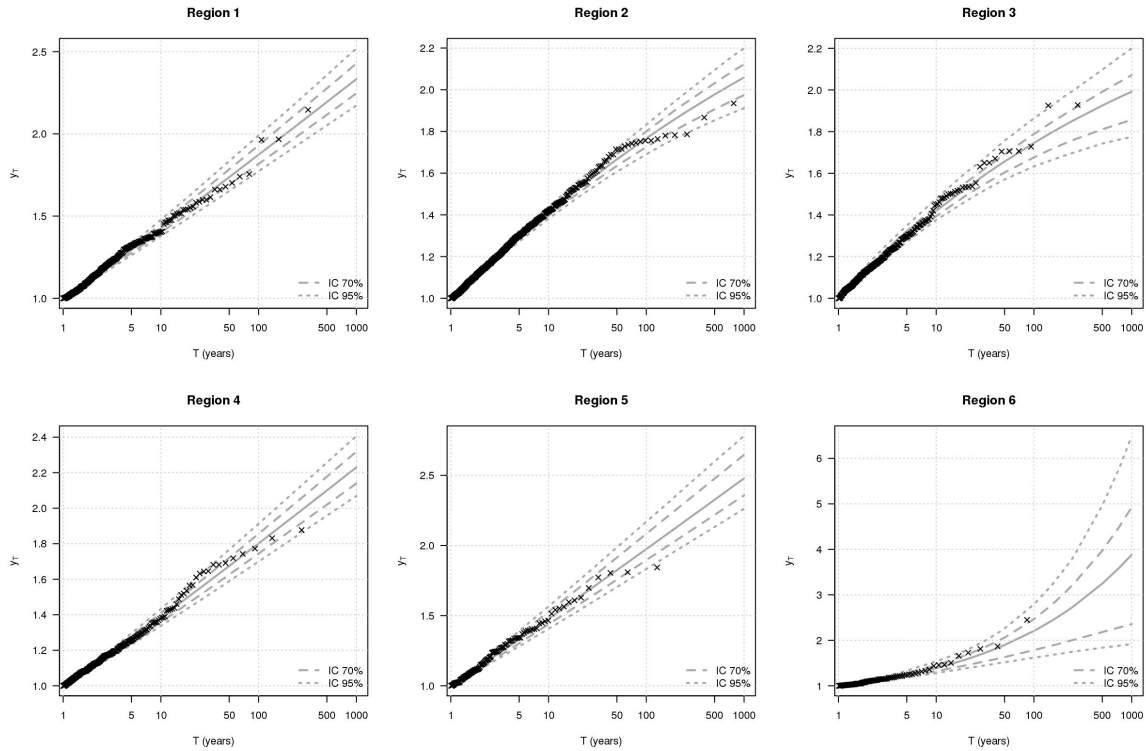 Region 1
Region 2
Region 3
2.5
2.0
1.5
1.0
yT
IC 70%
IC 95%
1 5 10 50 100 500 1000
T (years)
2.2
2.0
1.8
1.6
1.4
1.2
1.0
yT
IC 70%
IC 95%
1 5 10 50 100 500 1000
T (years)
2.2
2.0
1.8
1.6
1.4
1.2
1.0
yT
IC 70%
IC 95%
1 5 10 50 100 500 1000
T (years)
Region 4
Region 5
Region 6
2.4
2.2
2.0
1.8
1.6
1.4
1.2
1.0
yT
IC 70%
IC 95%
1 5 10 50 100 500 1000
T (years)
2.5
2.0
1.5
1.0
yT
IC 70%
IC 95%
1 5 10 50 100 500 1000
T (years)
6
5
4
3
2
1
yT
IC 70%
IC 95%
1 5 10 50 100 500 1000
T (years)